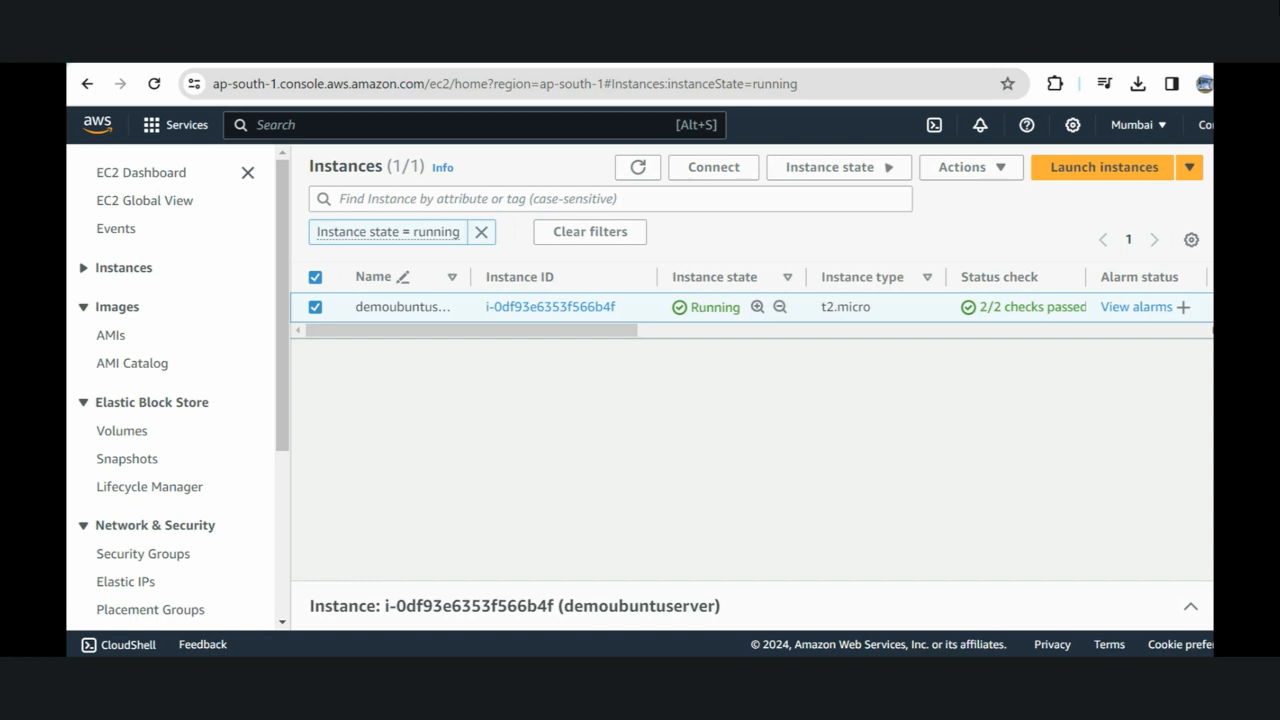 ap-south-1.console.aws.amazon.com/ec2/home?region=ap-south-1#Instances:instanceState=running
aws Services Search [Alt+S] Mumbai
EC2 Dashboard
EC2 Global View
Events
Instances
Images
AMIs
AMI Catalog
Elastic Block Store
Volumes
Snapshots
Lifecycle Manager
Network & Security
Security Groups
Elastic IPs
Placement Groups
Instances (1/1) Info Connect Instance state Actions Launch instances
Find Instance by attribute or tag (case-sensitive)
Instance state = running Clear filters
1
Name Instance ID Instance state Instance type Status check Alarm status
demoubuntus... i-0df93e6353f566b4f Running t2.micro 2/2 checks passed View alarms
Instance: i-0df93e6353f566b4f (demoubuntuserver)
CloudShell Feedback © 2024, Amazon Web Services, Inc. or its affiliates. Privacy Terms Cookie prefe